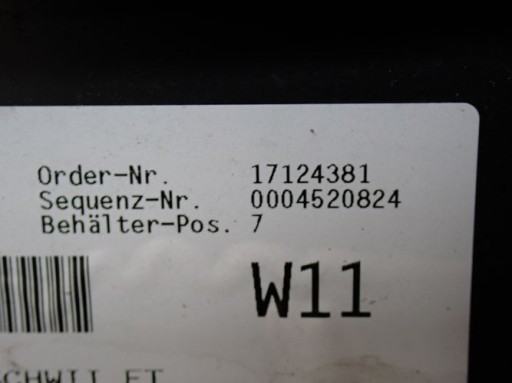 Order-Nr. 17124381
Sequenz-Nr. 0004520824
Behälter-Pos. 7
W11